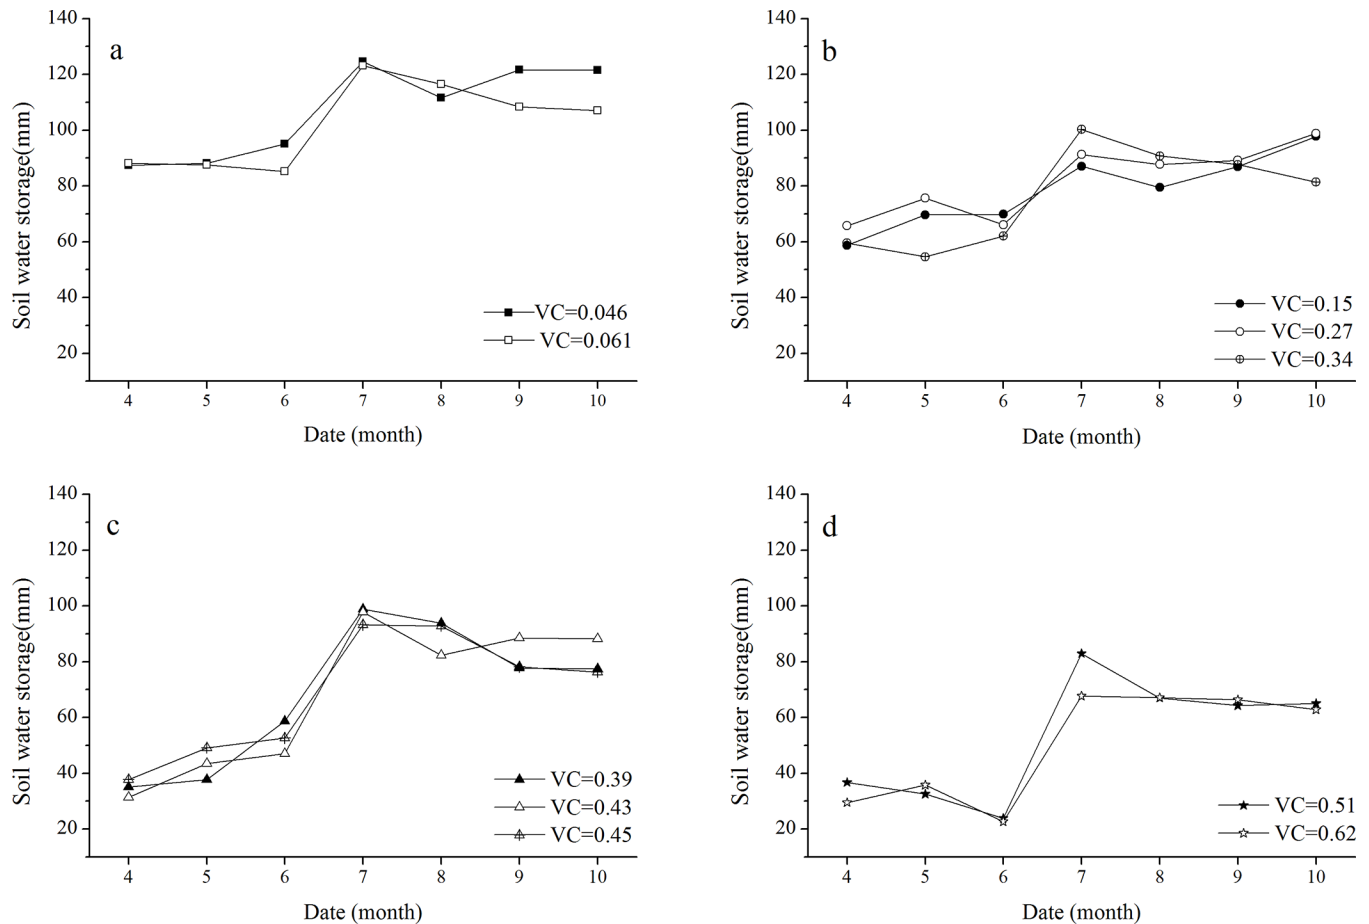 a
Soil water storage(mm)
140
120
100
80
60
40
20
VC=0.046
VC=0.061
4 5 6 7 8 9 10
Date (month)
b
Soil water storage(mm)
140
120
100
80
60
40
20
VC=0.15
VC=0.27
VC=0.34
4 5 6 7 8 9 10
Date (month)
c
Soil water storage(mm)
140
120
100
80
60
40
20
VC=0.39
VC=0.43
VC=0.45
4 5 6 7 8 9 10
Date (month)
d
Soil water storage(mm)
140
120
100
80
60
40
20
VC=0.51
VC=0.62
4 5 6 7 8 9 10
Date (month)